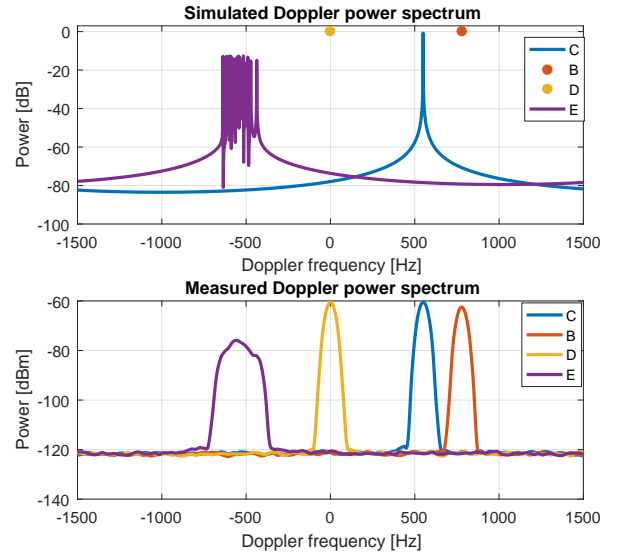 Simulated Doppler power spectrum
Power [dB]
0
-20
-40
-60
-80
-100
C
B
D
E
-1500 -1000 -500 0 500 1000 1500
Doppler frequency [Hz]
Measured Doppler power spectrum
Power [dBm]
-60
-80
-100
-120
-140
C
B
D
E
-1500 -1000 -500 0 500 1000 1500
Doppler frequency [Hz]